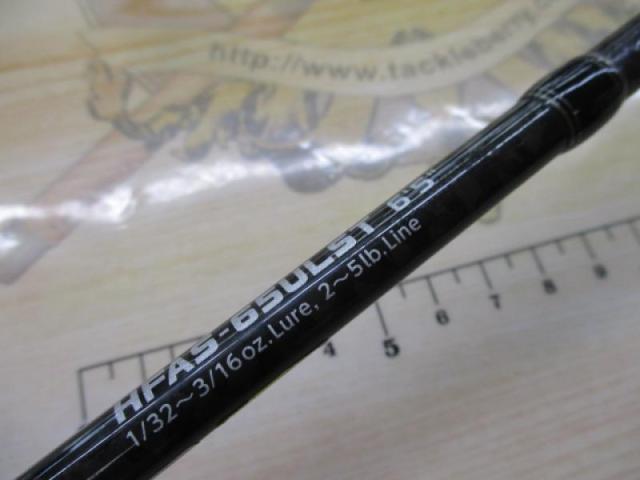 http://www.tackleberry.co
HFAS-65ULST 6'5"
1/32～3/16oz.Lure, 2～5lb.Line
4 5 6 7 8 9